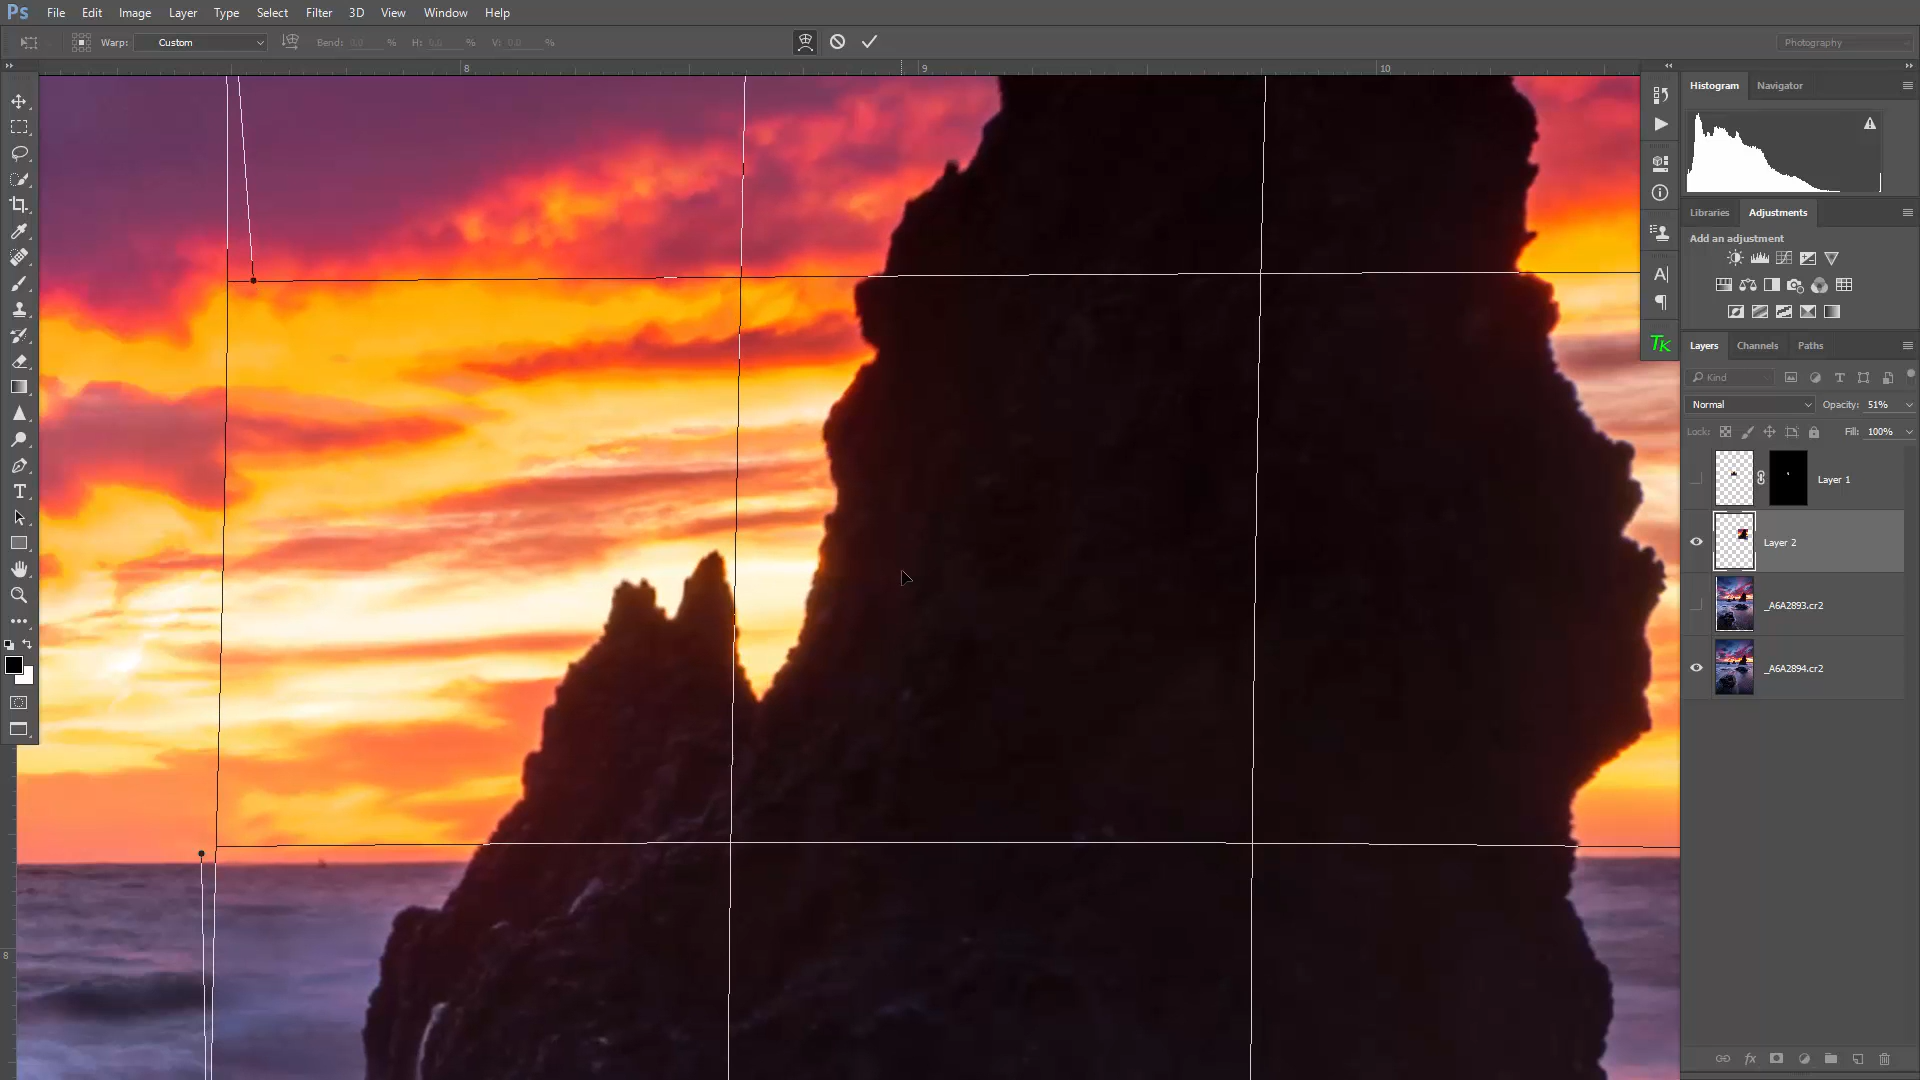 Ps File Edit Image Layer Type Select Filter 3D View Window Help
Warp: Custom Bend: 0.0 % H: 0.0 % V: 0.0 % Photography
8 9 10
Histogram Navigator
Libraries Adjustments
Add an adjustment
A|
TK
Layers Channels Paths
Kind T
Normal Opacity: 51%
Lock: Fill: 100%
Layer 1
T
Layer 2
_A6A2893.cr2
_A6A2894.cr2
8
fx